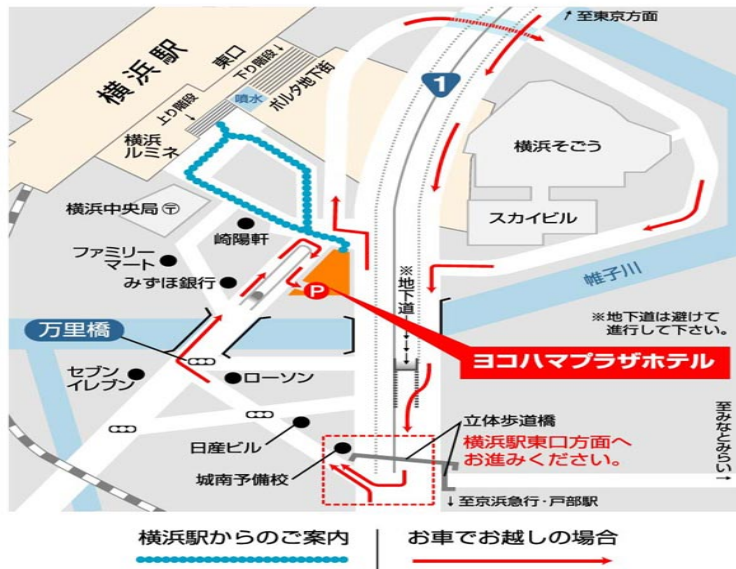 ↗至東京方面
横浜駅
東口
下り階段→
上り階段→
噴水
ポルタ地下街
1
横浜
ルミネ
横浜そごう
スカイビル
横浜中央局〒
崎陽軒
ファミリー
マート
みずほ銀行
P
※地下道
帷子川
※地下道は避けて
進行して下さい。
万里橋
ヨコハマプラザホテル
セブン
イレブン
ローソン
日産ビル
城南予備校
立体歩道橋
横浜駅東口方面へ
お進みください。
至みなとみらい→
↓至京浜急行・戸部駅
横浜駅からのご案内
お車でお越しの場合